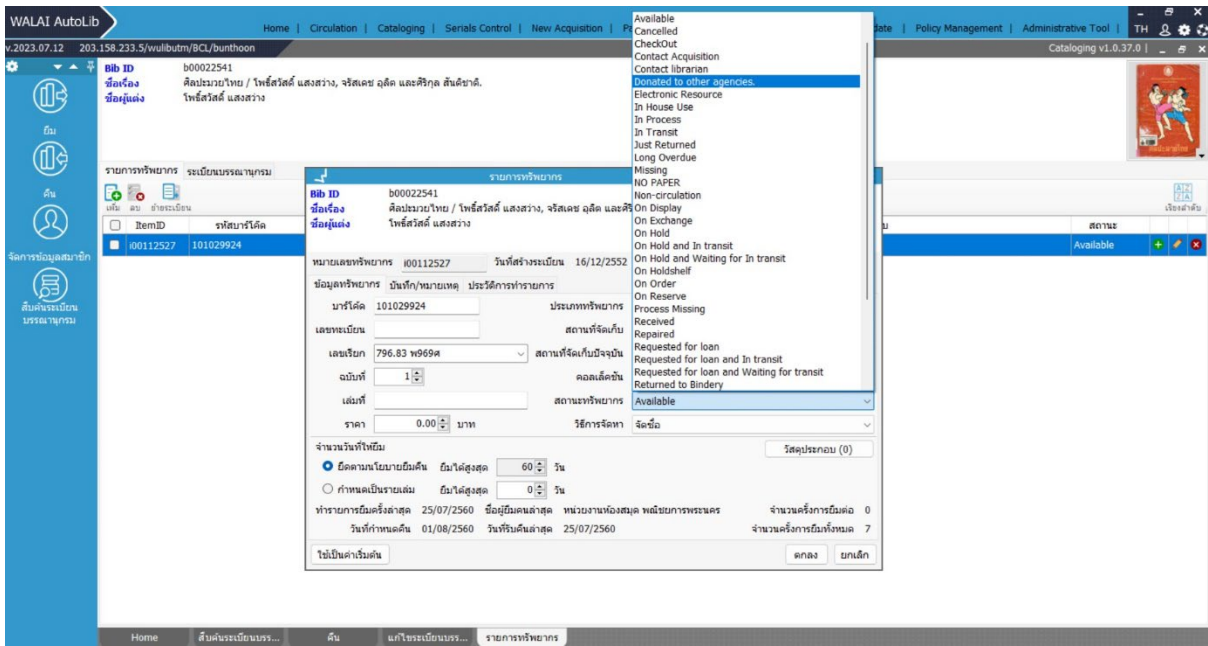 WALAI AutoLib
Home | Circulation | Cataloging | Serials Control | New Acquisition |
date | Policy Management | Administrative Tool | TH
v.2023.07.12 203.158.233.5/wulibutm/BCL/bunthoon
Cataloging v1.0.37.0 |
Bib ID b00022541
ชื่อเรื่อง ศิลปะมวยไทย / โพธิ์สวัสดิ์ แสงสว่าง, จรัสเดช อุลิต และศิริกุล สันติชาติ.
ชื่อผู้แต่ง โพธิ์สวัสดิ์ แสงสว่าง
ยืม
คืน
จัดการข้อมูลสมาชิก
สืบค้นระเบียน
บรรณานุกรม
รายการทรัพยากร ระเบียนบรรณานุกรม
เพิ่ม ลบ ย้ายระเบียน
เรียงลำดับ
ItemID รหัสบาร์โค้ด
สถานะ
i00112527 101029924
Available
รายการทรัพยากร
Bib ID b00022541
ชื่อเรื่อง ศิลปะมวยไทย / โพธิ์สวัสดิ์ แสงสว่าง, จรัสเดช อุลิต และศิ
ชื่อผู้แต่ง โพธิ์สวัสดิ์ แสงสว่าง
หมายเลขทรัพยากร i00112527 วันที่สร้างระเบียน 16/12/2552
ข้อมูลทรัพยากร บันทึก/หมายเหตุ ประวัติการทำรายการ
บาร์โค้ด 101029924 ประเภททรัพยากร
เลขทะเบียน สถานที่จัดเก็บ
เลขเรียก 796.83 พ969ศ สถานที่จัดเก็บปัจจุบัน
ฉบับที่ 1 คอลเล็คชัน
เล่มที่ สถานะทรัพยากร Available
ราคา 0.00 บาท วิธีการจัดหา จัดซื้อ
จำนวนวันที่ให้ยืม
วัสดุประกอบ (0)
ยึดตามนโยบายยืมคืน ยืมได้สูงสุด 60 วัน
กำหนดเป็นรายเล่ม ยืมได้สูงสุด 0 วัน
ทำรายการยืมครั้งล่าสุด 25/07/2560 ชื่อผู้ยืมคนล่าสุด หน่วยงานห้องสมุด พณิชยการพระนคร จำนวนครั้งการยืมต่อ 0
วันที่กำหนดคืน 01/08/2560 วันที่รับคืนล่าสุด 25/07/2560 จำนวนครั้งการยืมทั้งหมด 7
ใช้เป็นค่าเริ่มต้น ตกลง ยกเลิก
Available
Cancelled
CheckOut
Contact Acquisition
Contact librarian
Donated to other agencies.
Electronic Resource
In House Use
In Process
In Transit
Just Returned
Long Overdue
Missing
NO PAPER
Non-circulation
On Display
On Exchange
On Hold
On Hold and In transit
On Hold and Waiting for In transit
On Holdshelf
On Order
On Reserve
Process Missing
Received
Repaired
Requested for loan
Requested for loan and In transit
Requested for loan and Waiting for transit
Returned to Bindery
Home สืบค้นระเบียนบรร... คืน แก้ไขระเบียนบรร... รายการทรัพยากร